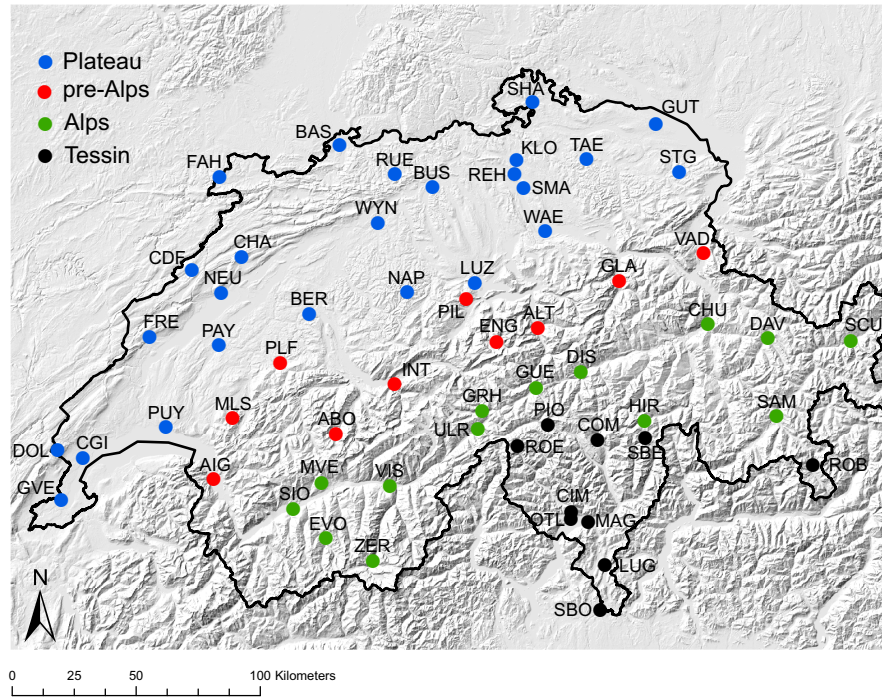 Plateau
pre-Alps
Alps
Tessin
SHA
GUT
BAS
KLO
TAE
FAH
RUE
BUS
REH
STG
SMA
WYN
WAE
VAD
CHA
CDF
LUZ
GLA
NEU
NAP
BER
PIL
CHU
ALT
DAV
SCU
FRE
PAY
ENG
PLF
DIS
INT
GUE
GRH
MLS
PUY
ABO
PIO
COM
HIR
SAM
ULR
DOL
CGI
ROE
SBE
AIG
MVE
VIS
ROB
GVE
SIO
CIM
OTL
MAG
EVO
ZER
LUG
SBO
N
0 25 50 100 Kilometers